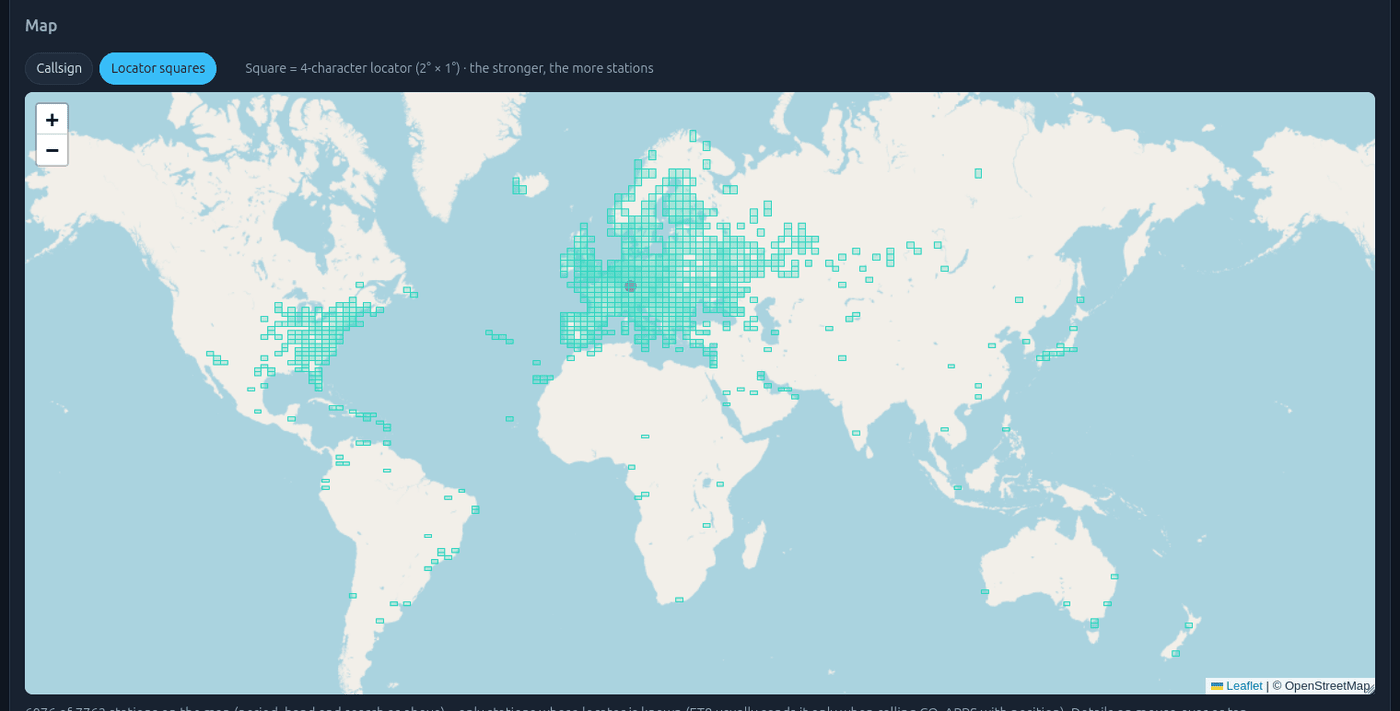 Map
Callsign
Locator squares
Square = 4-character locator (2° × 1°) · the stronger, the more stations
+
−
Leaflet | © OpenStreetMap